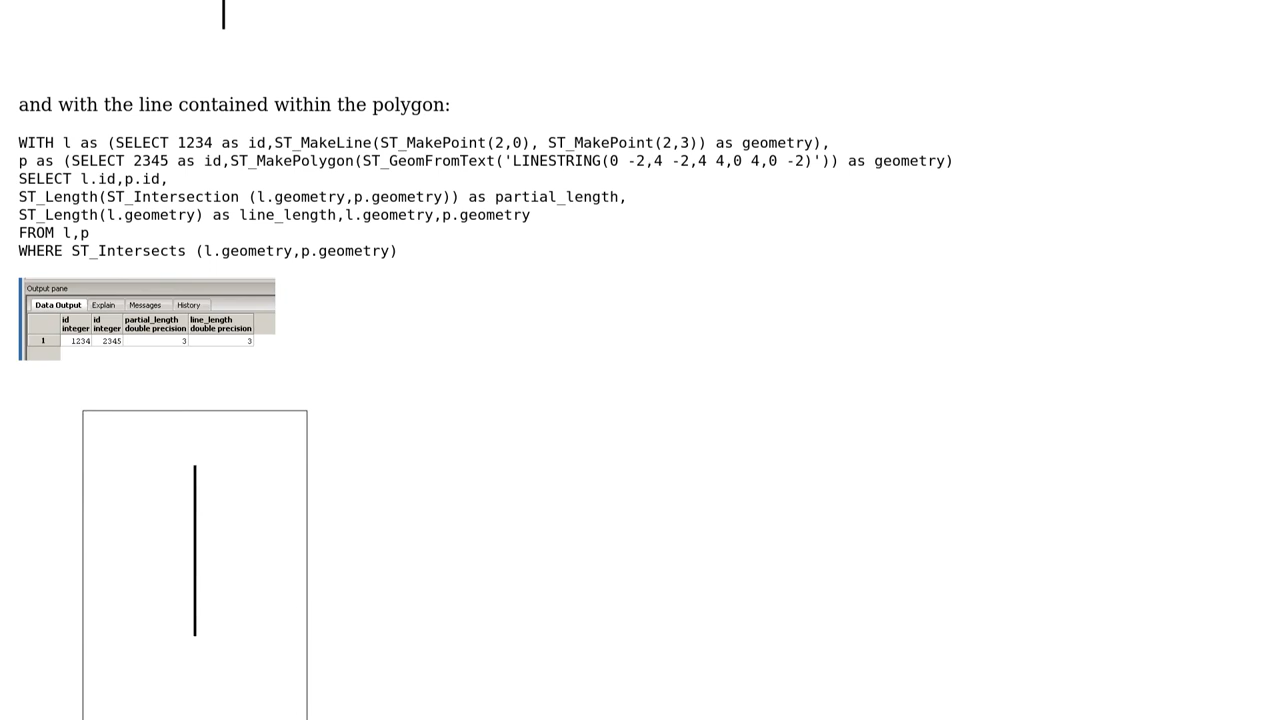 and with the line contained within the polygon:
WITH l as (SELECT 1234 as id,ST_MakeLine(ST_MakePoint(2,0), ST_MakePoint(2,3)) as geometry),
p as (SELECT 2345 as id,ST_MakePolygon(ST_GeomFromText('LINESTRING(0 -2,4 -2,4 4,0 4,0 -2)')) as geometry)
SELECT l.id,p.id,
ST_Length(ST_Intersection (l.geometry,p.geometry)) as partial_length,
ST_Length(l.geometry) as line_length,l.geometry,p.geometry
FROM l,p
WHERE ST_Intersects (l.geometry,p.geometry)
Output pane
Data Output Explain Messages History
id id partial_length line_length
integer integer double precision double precision
1 1234 2345 3 3